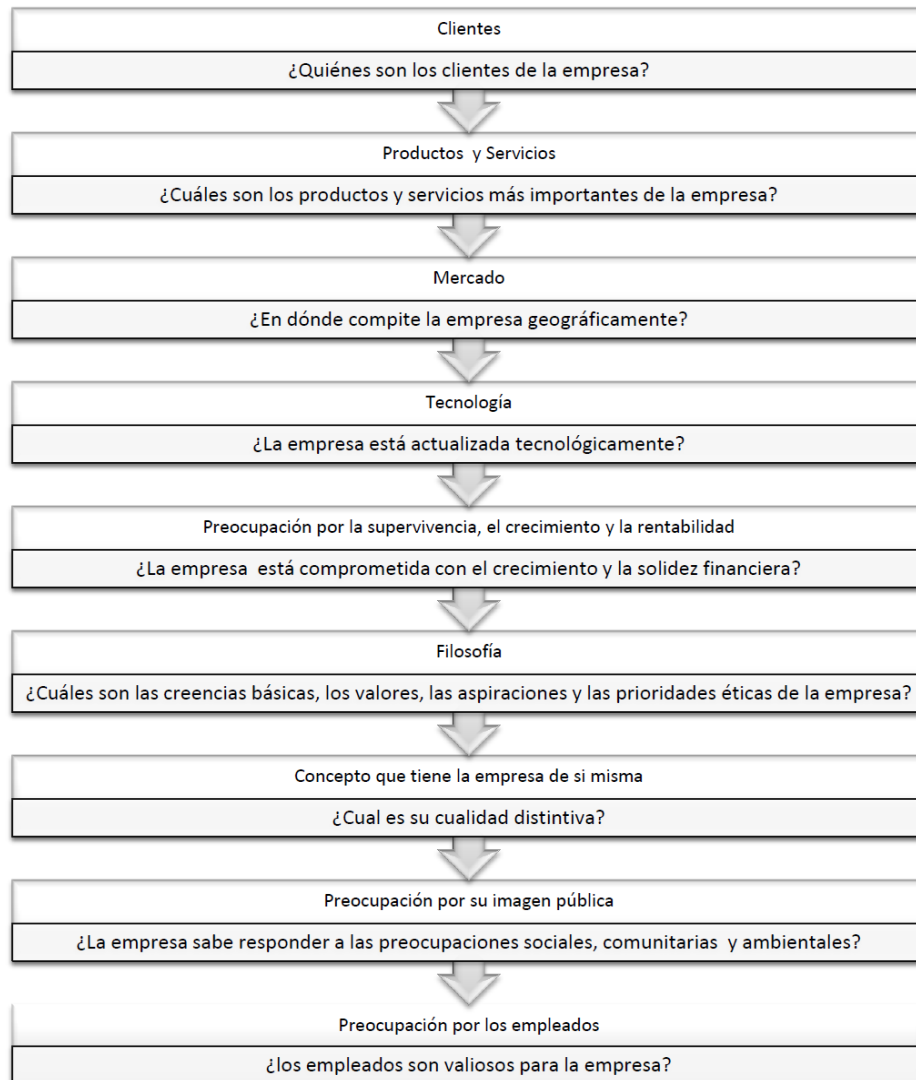 Clientes
¿Quiénes son los clientes de la empresa?
Productos y Servicios
¿Cuáles son los productos y servicios más importantes de la empresa?
Mercado
¿En dónde compite la empresa geográficamente?
Tecnología
¿La empresa está actualizada tecnológicamente?
Preocupación por la supervivencia, el crecimiento y la rentabilidad
¿La empresa está comprometida con el crecimiento y la solidez financiera?
Filosofía
¿Cuáles son las creencias básicas, los valores, las aspiraciones y las prioridades éticas de la empresa?
Concepto que tiene la empresa de si misma
¿Cual es su cualidad distintiva?
Preocupación por su imagen pública
¿La empresa sabe responder a las preocupaciones sociales, comunitarias y ambientales?
Preocupación por los empleados
¿los empleados son valiosos para la empresa?